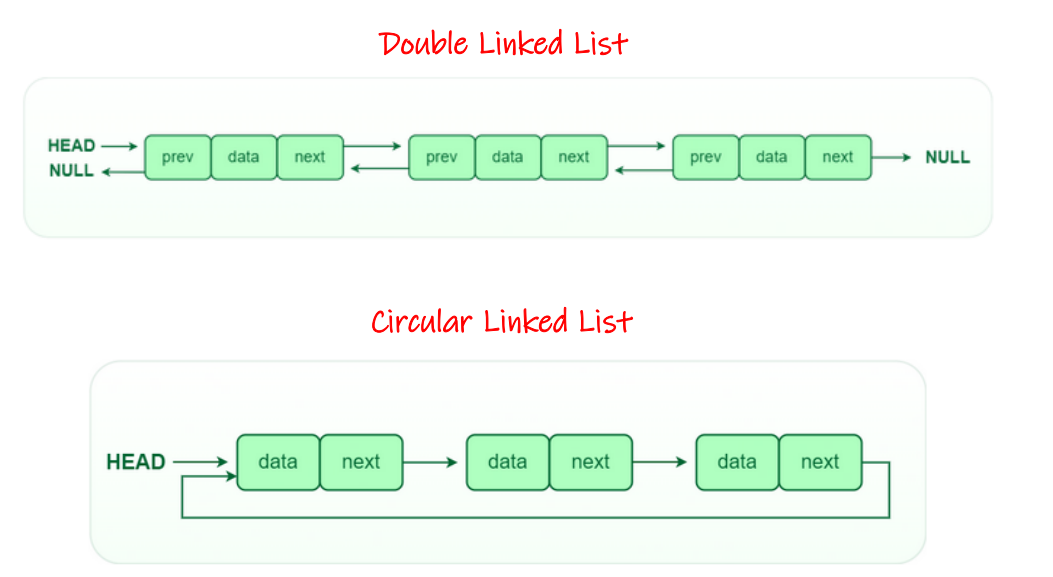 Double Linked List
HEAD prev data next prev data next prev data next NULL
NULL
Circular Linked List
HEAD data next data next data next